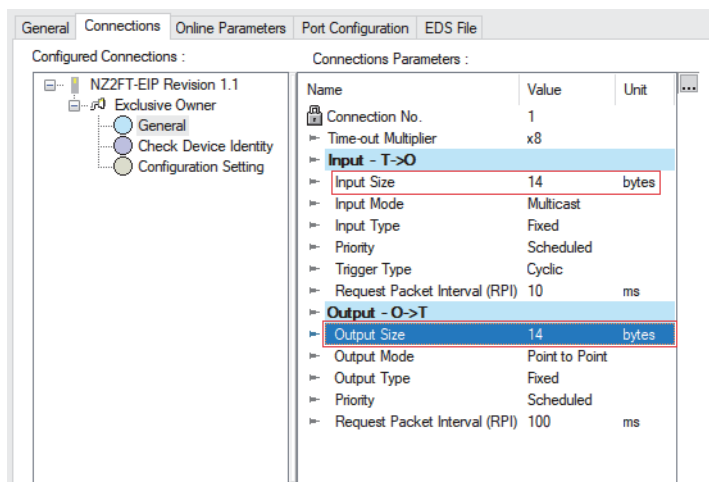 General Connections Online Parameters Port Configuration EDS File
Configured Connections :
NZ2FT-EIP Revision 1.1
Exclusive Owner
General
Check Device Identity
Configuration Setting
Connections Parameters :
Name Value Unit ...
Connection No. 1
Time-out Multiplier x8
Input - T->O
Input Size 14 bytes
Input Mode Multicast
Input Type Fixed
Priority Scheduled
Trigger Type Cyclic
Request Packet Interval (RPI) 10 ms
Output - O->T
Output Size 14 bytes
Output Mode Point to Point
Output Type Fixed
Priority Scheduled
Request Packet Interval (RPI) 100 ms